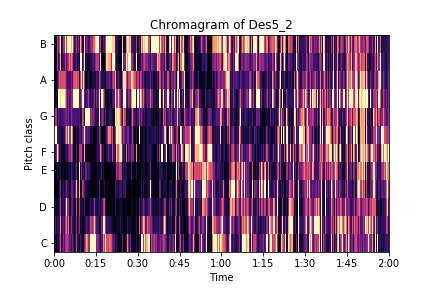 Chromagram of Des5_2
Pitch class
B
A
G
F
E
D
C
0:00 0:15 0:30 0:45 1:00 1:15 1:30 1:45 2:00
Time